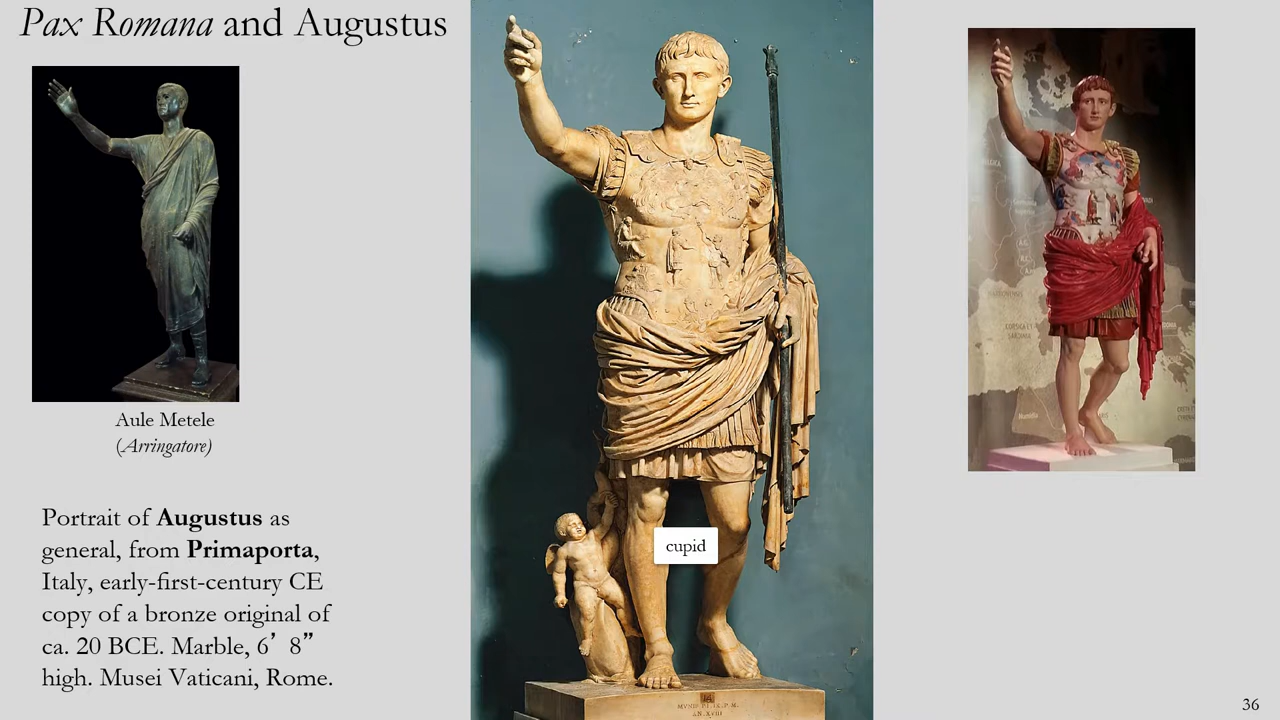 Pax Romana and Augustus
Aule Metele
(Arringatore)
Portrait of Augustus as
general, from Primaporta,
Italy, early-first-century CE
copy of a bronze original of
ca. 20 BCE. Marble, 6’ 8”
high. Musei Vaticani, Rome.
cupid
36